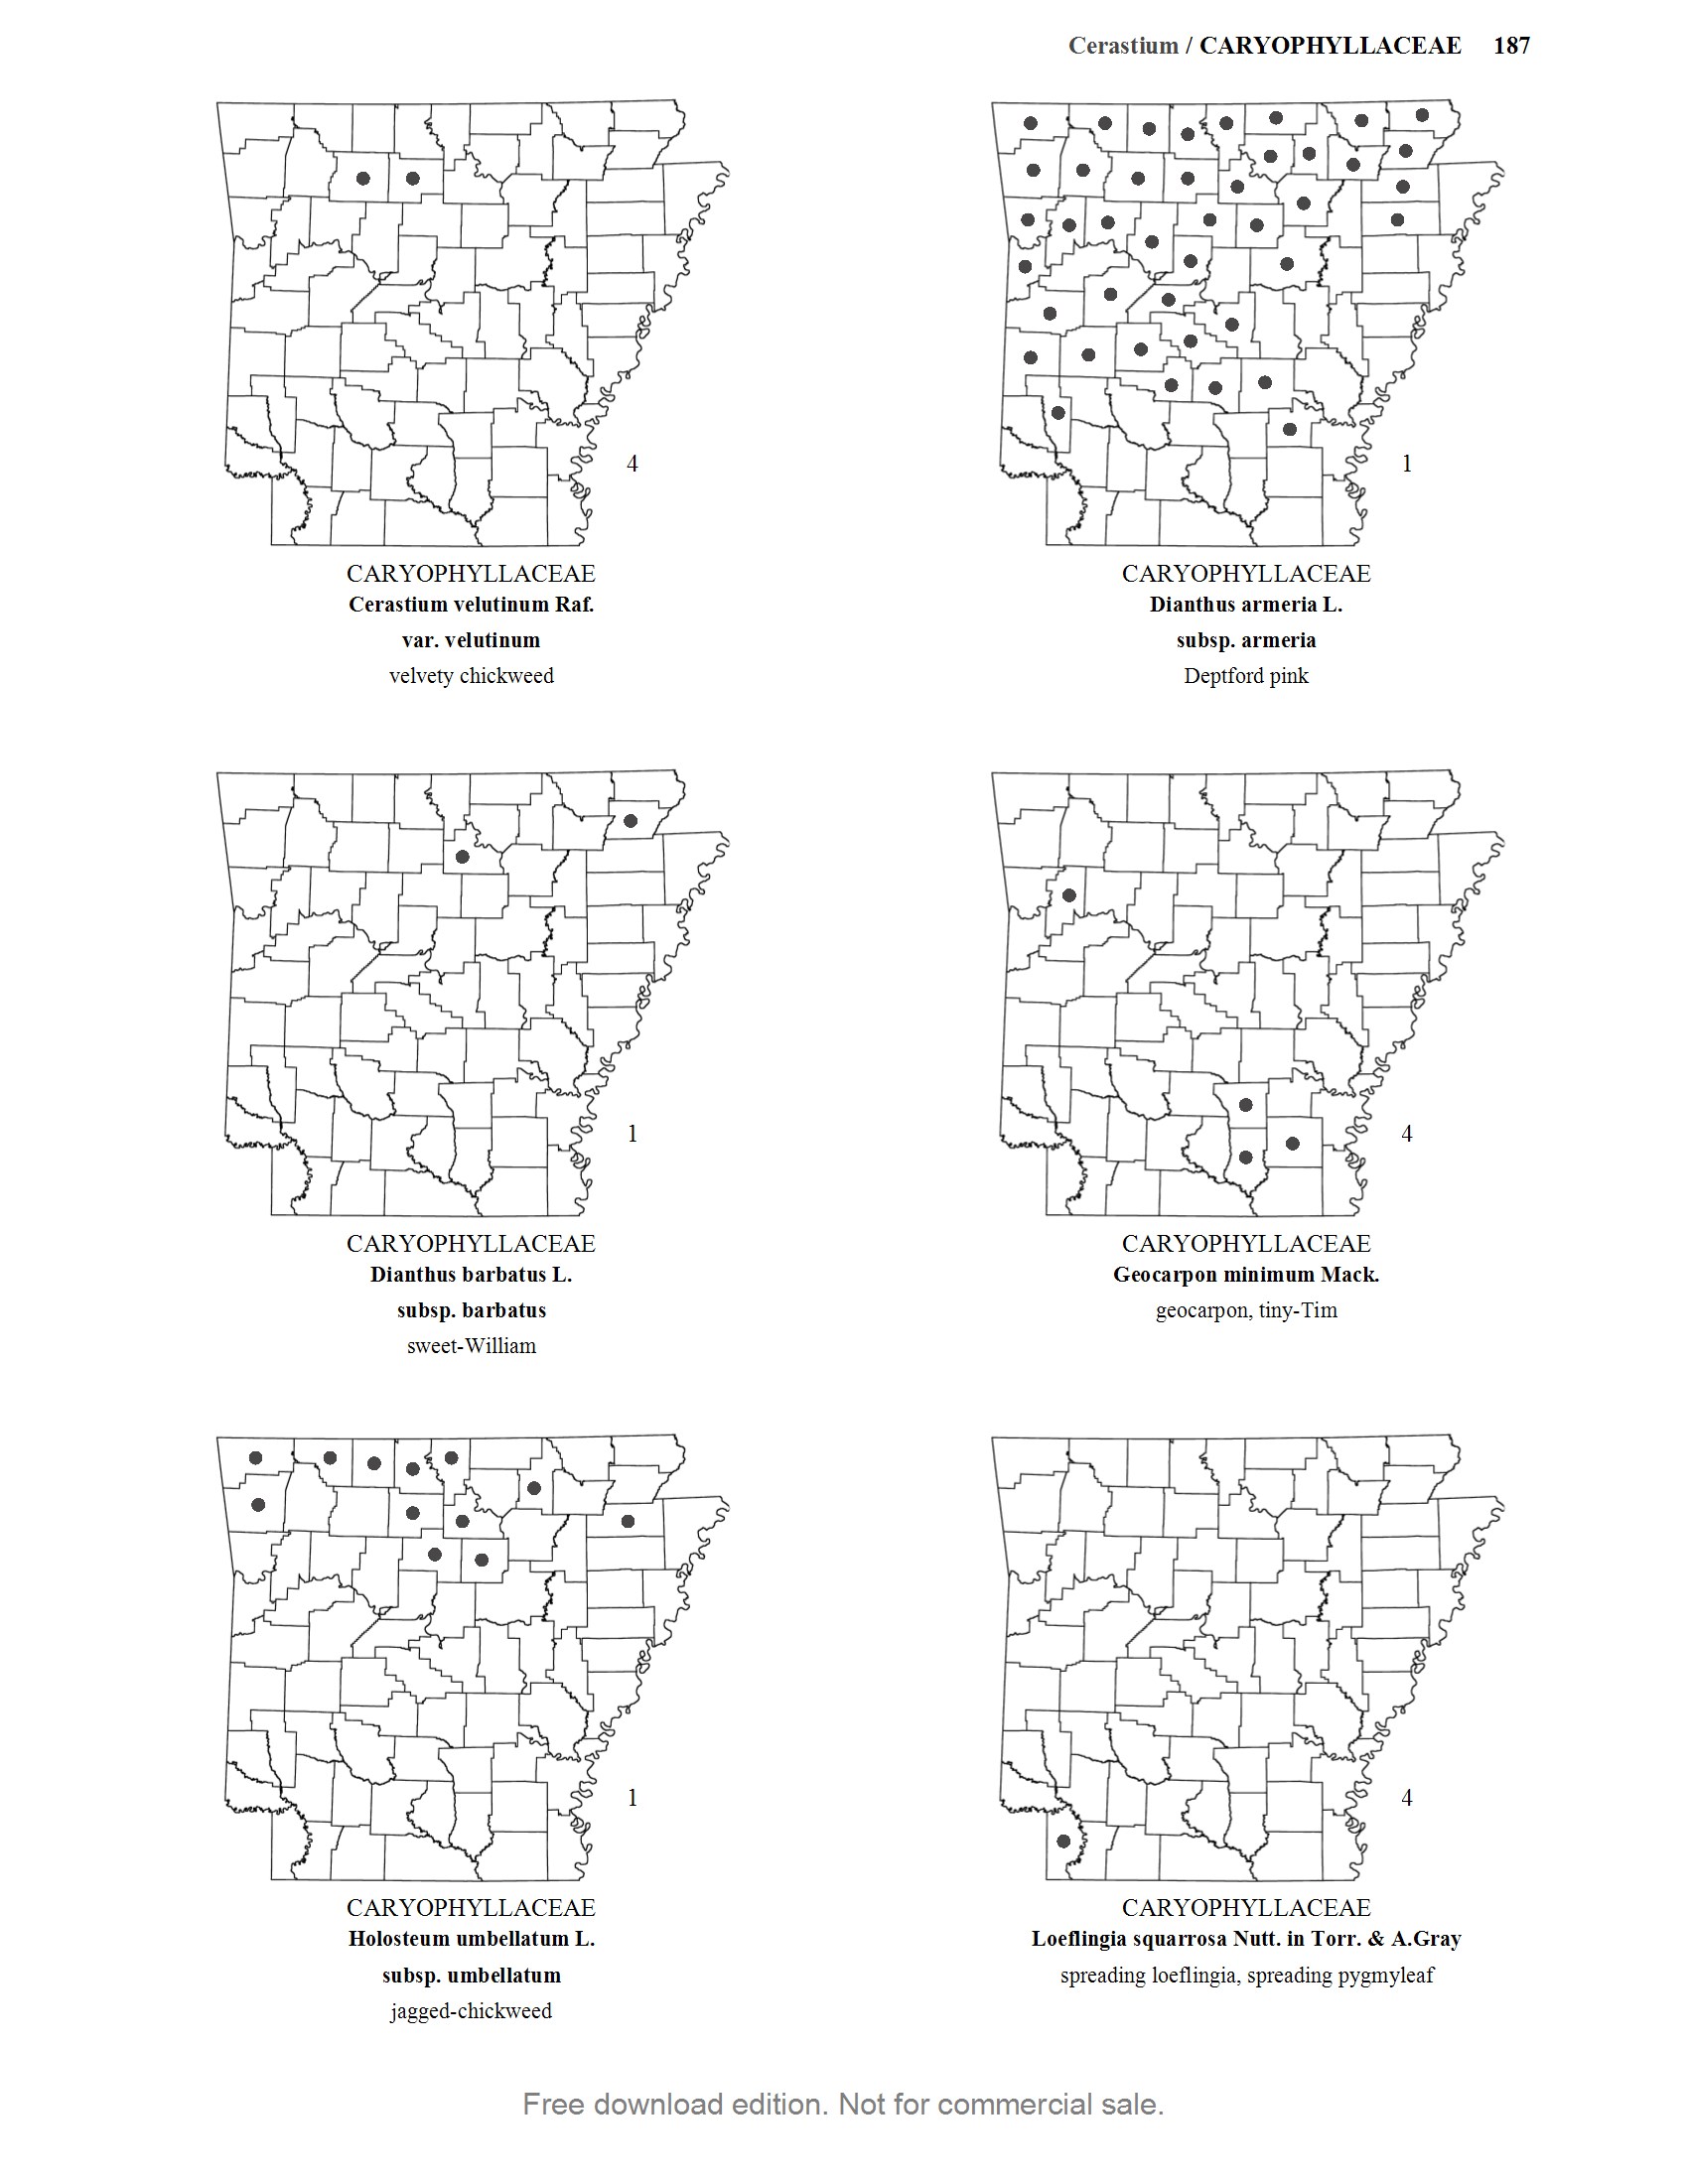 Cerastium / CARYOPHYLLACEAE 187
4
CARYOPHYLLACEAE
Cerastium velutinum Raf.
var. velutinum
velvety chickweed
1
CARYOPHYLLACEAE
Dianthus armeria L.
subsp. armeria
Deptford pink
1
CARYOPHYLLACEAE
Dianthus barbatus L.
subsp. barbatus
sweet-William
4
CARYOPHYLLACEAE
Geocarpon minimum Mack.
geocarpon, tiny-Tim
1
CARYOPHYLLACEAE
Holosteum umbellatum L.
subsp. umbellatum
jagged-chickweed
4
CARYOPHYLLACEAE
Loeflingia squarrosa Nutt. in Torr. & A.Gray
spreading loeflingia, spreading pygmyleaf
Free download edition. Not for commercial sale.